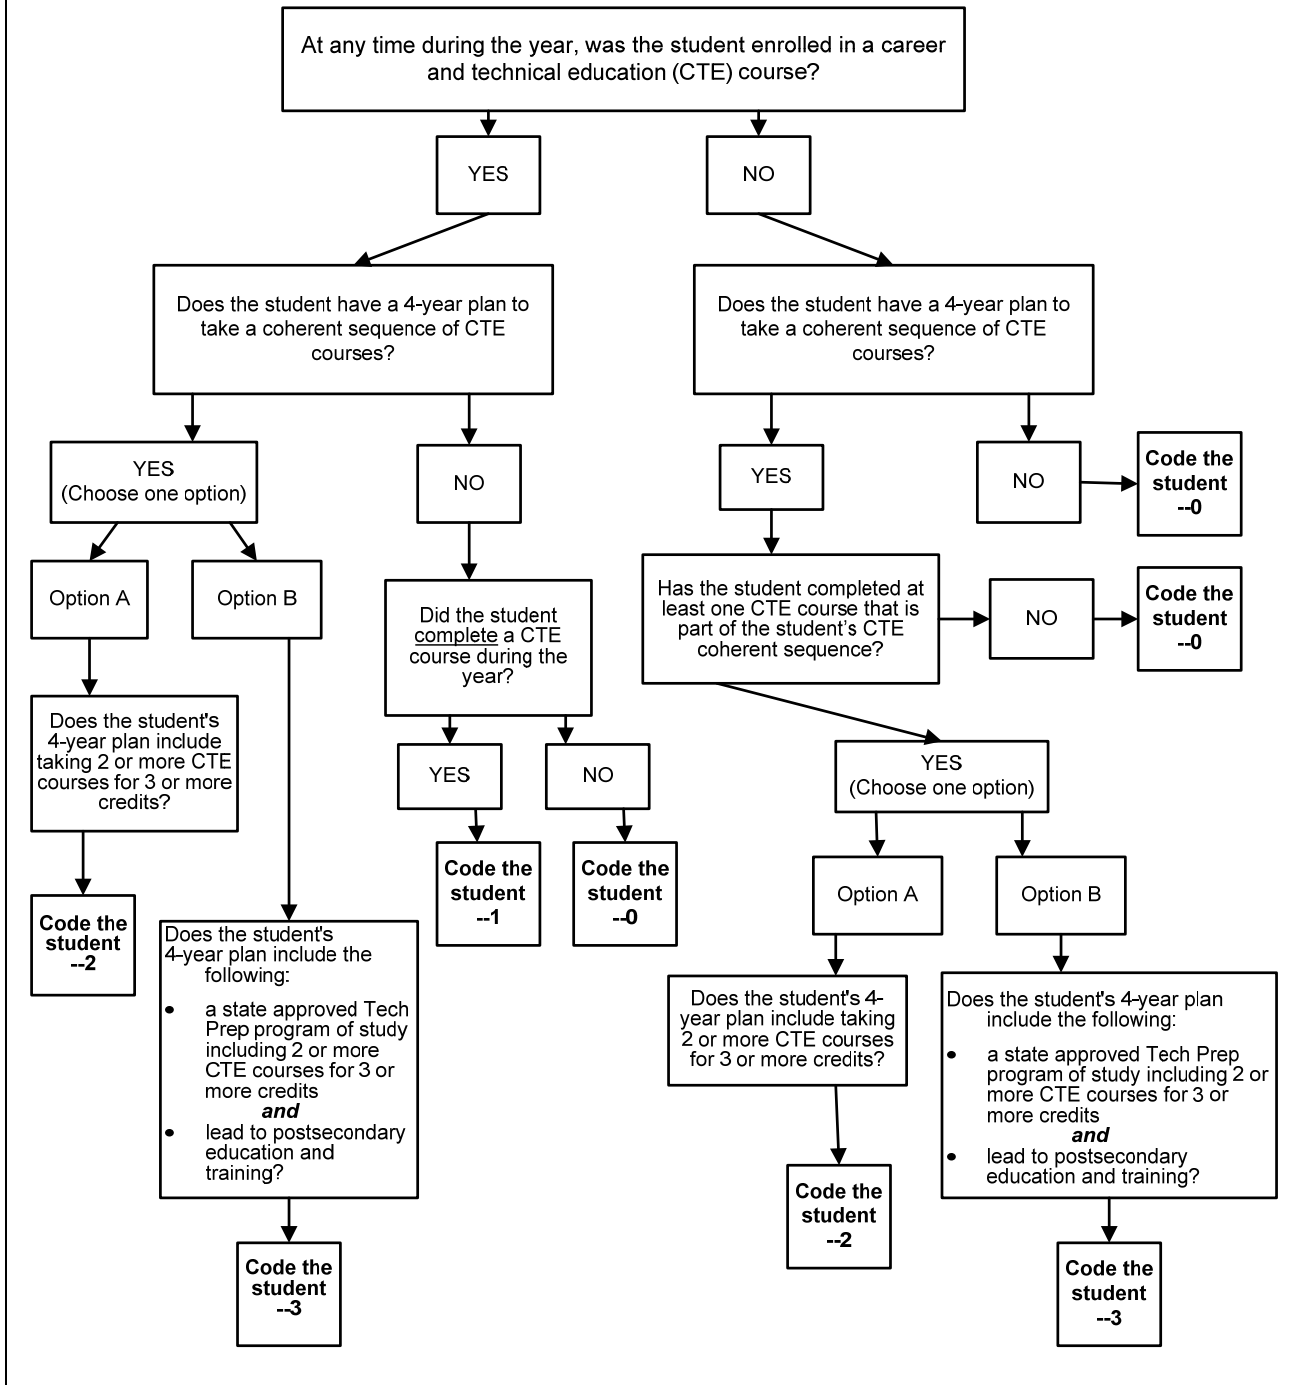 At any time during the year, was the student enrolled in a career
and technical education (CTE) course?
YES
NO
Does the student have a 4-year plan to
take a coherent sequence of CTE
courses?
Does the student have a 4-year plan to
take a coherent sequence of CTE
courses?
YES
(Choose one option)
NO
YES
NO
Code the
student
--0
Option A
Option B
Did the student
complete a CTE
course during the
year?
Has the student completed at
least one CTE course that is
part of the student’s CTE
coherent sequence?
NO
Code the
student
--0
Does the student's
4-year plan include
taking 2 or more CTE
courses for 3 or more
credits?
YES
NO
YES
(Choose one option)
Code the
student
--2
Code the
student
--1
Code the
student
--0
Option A
Option B
Does the student's
4-year plan include the
following:
• a state approved Tech
Prep program of study
including 2 or more
CTE courses for 3 or
more credits
and
• lead to postsecondary
education and
training?
Does the student's 4-
year plan include taking
2 or more CTE courses
for 3 or more credits?
Does the student's 4-year plan
include the following:
• a state approved Tech Prep
program of study including 2 or
more CTE courses for 3 or
more credits
and
• lead to postsecondary
education and training?
Code the
student
--3
Code the
student
--2
Code the
student
--3